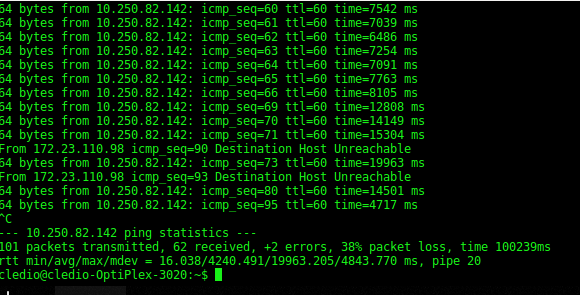 64 bytes from 10.250.82.142: icmp_seq=60 ttl=60 time=7542 ms
64 bytes from 10.250.82.142: icmp_seq=61 ttl=60 time=7039 ms
64 bytes from 10.250.82.142: icmp_seq=62 ttl=60 time=6486 ms
64 bytes from 10.250.82.142: icmp_seq=63 ttl=60 time=7254 ms
64 bytes from 10.250.82.142: icmp_seq=64 ttl=60 time=7091 ms
64 bytes from 10.250.82.142: icmp_seq=65 ttl=60 time=7763 ms
64 bytes from 10.250.82.142: icmp_seq=66 ttl=60 time=8105 ms
64 bytes from 10.250.82.142: icmp_seq=69 ttl=60 time=12808 ms
64 bytes from 10.250.82.142: icmp_seq=70 ttl=60 time=14149 ms
64 bytes from 10.250.82.142: icmp_seq=71 ttl=60 time=15304 ms
From 172.23.110.98 icmp_seq=90 Destination Host Unreachable
64 bytes from 10.250.82.142: icmp_seq=73 ttl=60 time=19963 ms
From 172.23.110.98 icmp_seq=93 Destination Host Unreachable
64 bytes from 10.250.82.142: icmp_seq=80 ttl=60 time=14501 ms
64 bytes from 10.250.82.142: icmp_seq=95 ttl=60 time=4717 ms
^C
--- 10.250.82.142 ping statistics ---
101 packets transmitted, 62 received, +2 errors, 38% packet loss, time 100239ms
rtt min/avg/max/mdev = 16.038/4240.491/19963.205/4843.770 ms, pipe 20
cledio@cledio-OptiPlex-3020:~$